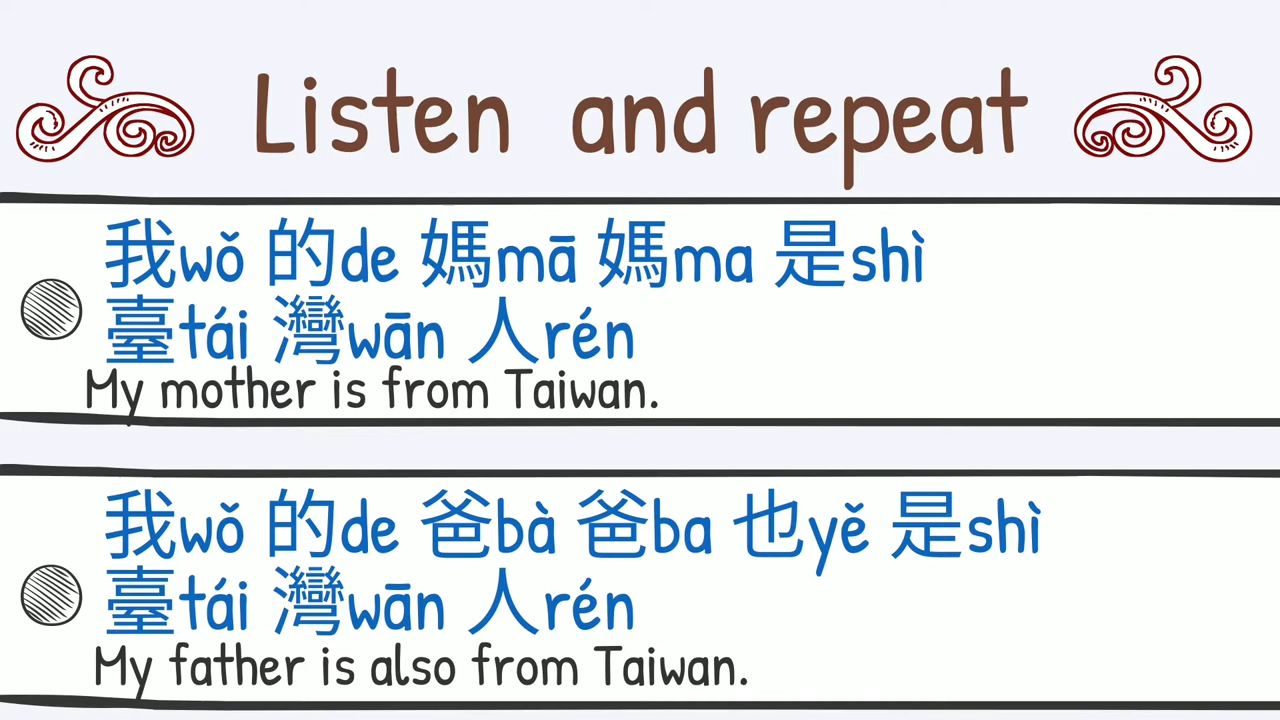 Listen and repeat
我wǒ 的de 媽mā 媽ma 是shì
臺tái 灣wān 人rén
My mother is from Taiwan.
我wǒ 的de 爸bà 爸ba 也yě 是shì
臺tái 灣wān 人rén
My father is also from Taiwan.